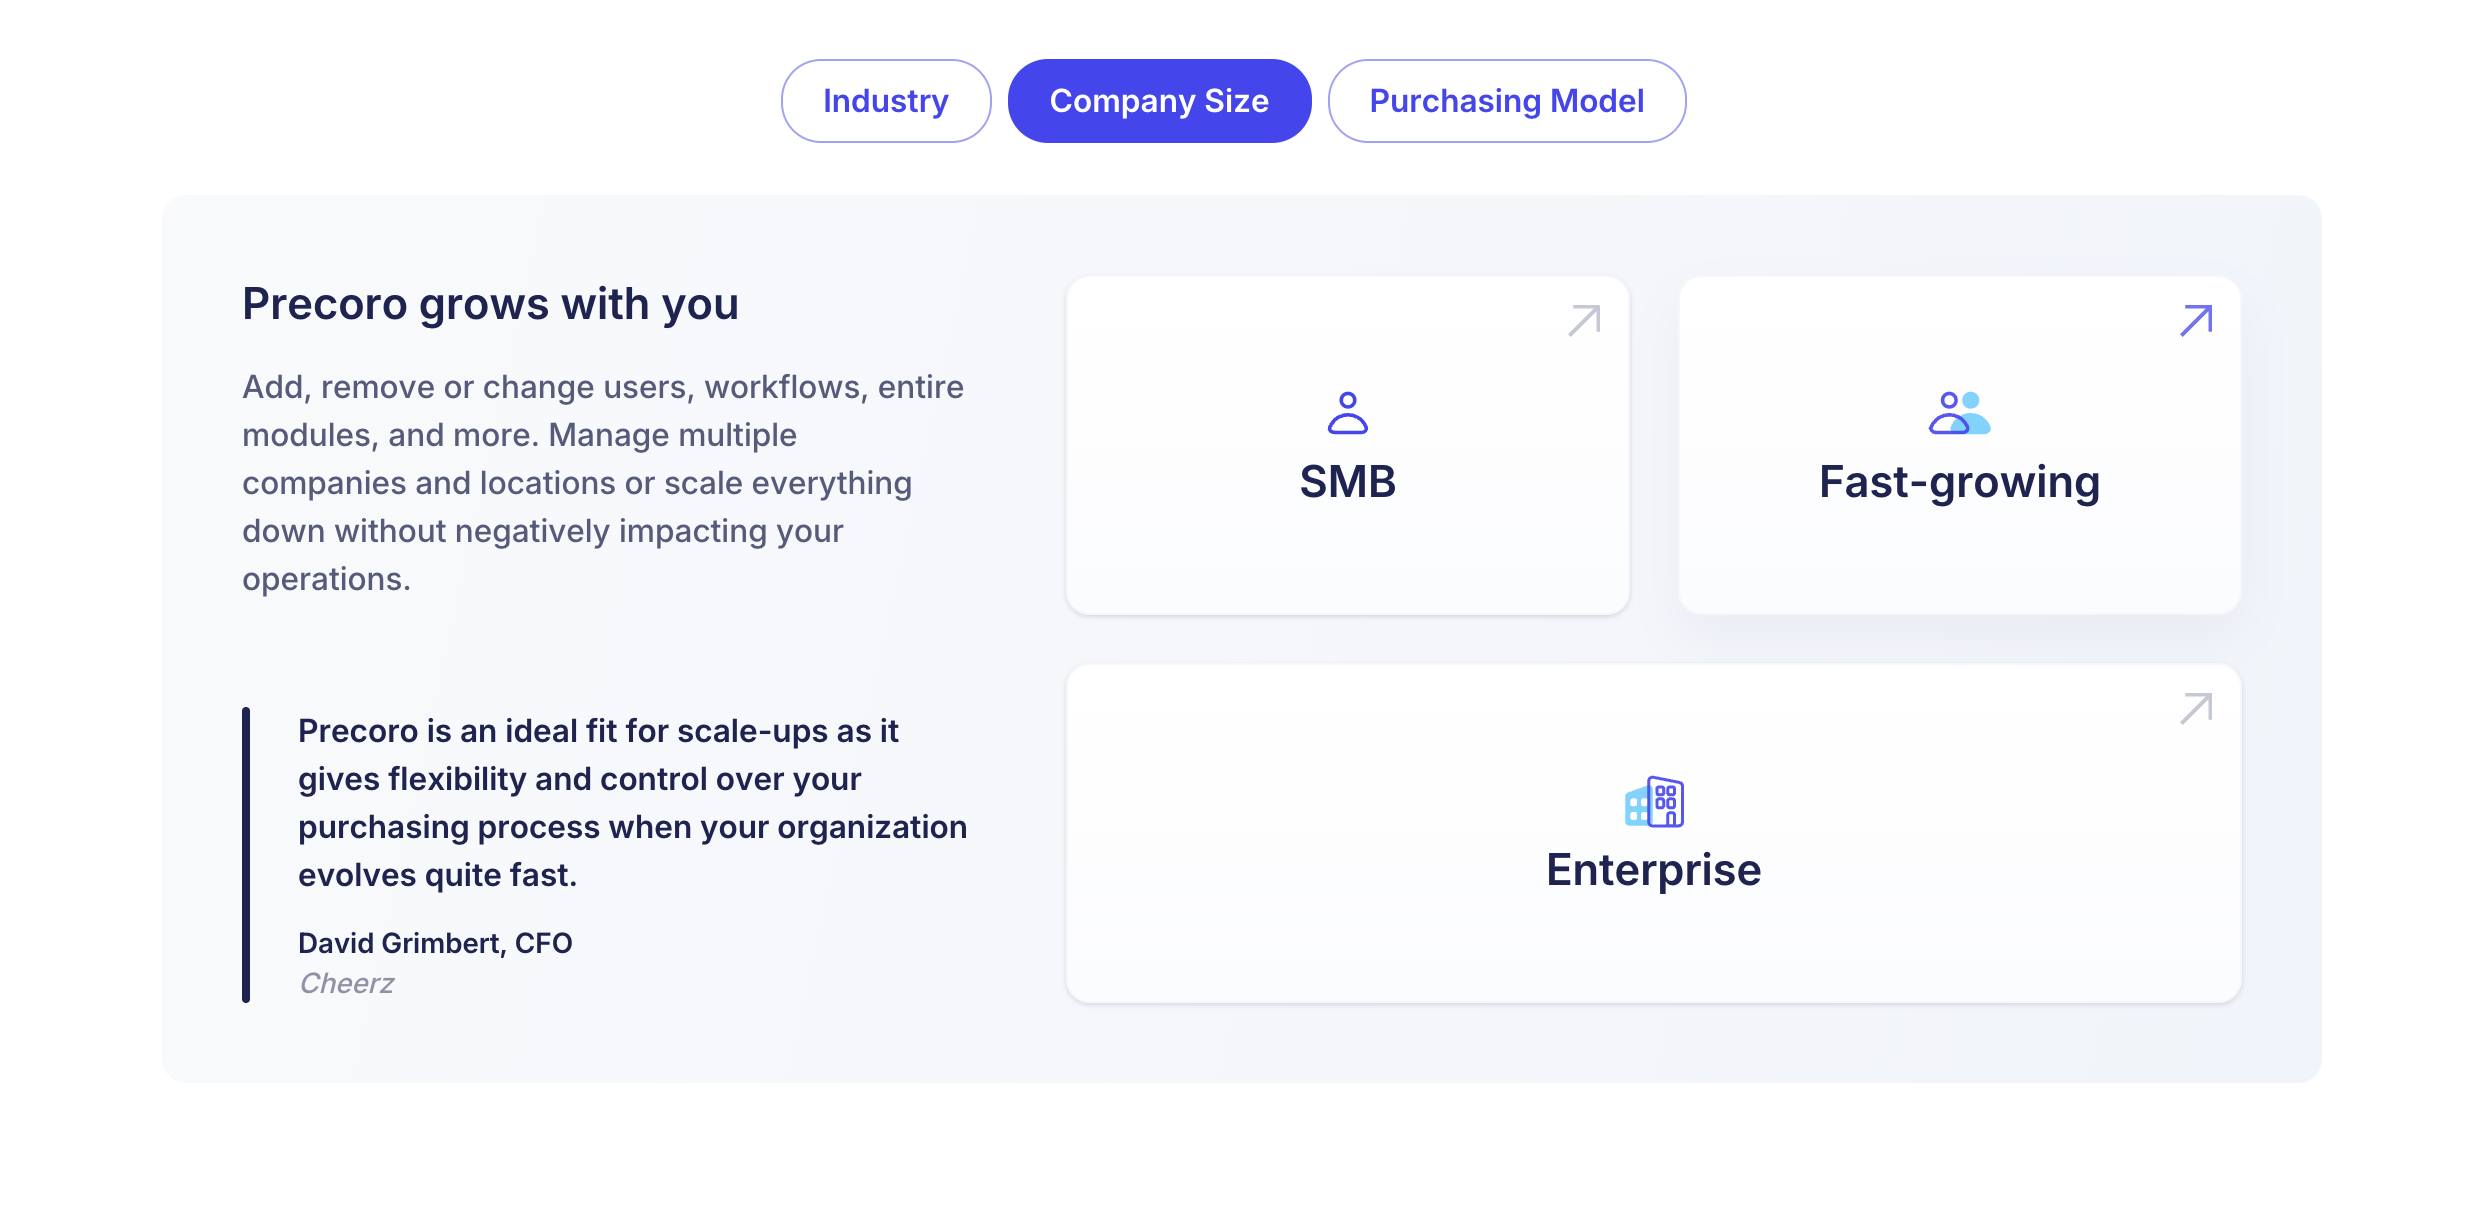 Industry
Company Size
Purchasing Model
Precoro grows with you
Add, remove or change users, workflows, entire
modules, and more. Manage multiple
companies and locations or scale everything
down without negatively impacting your
operations.
Precoro is an ideal fit for scale-ups as it
gives flexibility and control over your
purchasing process when your organization
evolves quite fast.
David Grimbert, CFO
Cheerz
SMB
Fast-growing
Enterprise